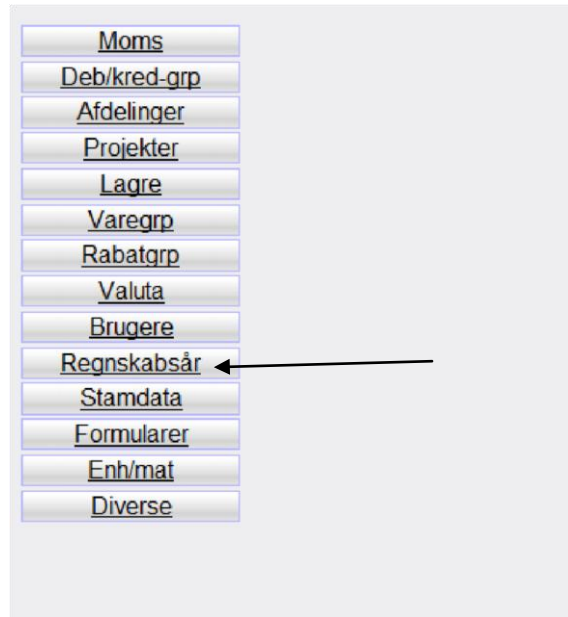 Moms
Deb/kred-grp
Afdelinger
Projekter
Lagre
Varegrp
Rabatgrp
Valuta
Brugere
Regnskabsår
Stamdata
Formularer
Enh/mat
Diverse